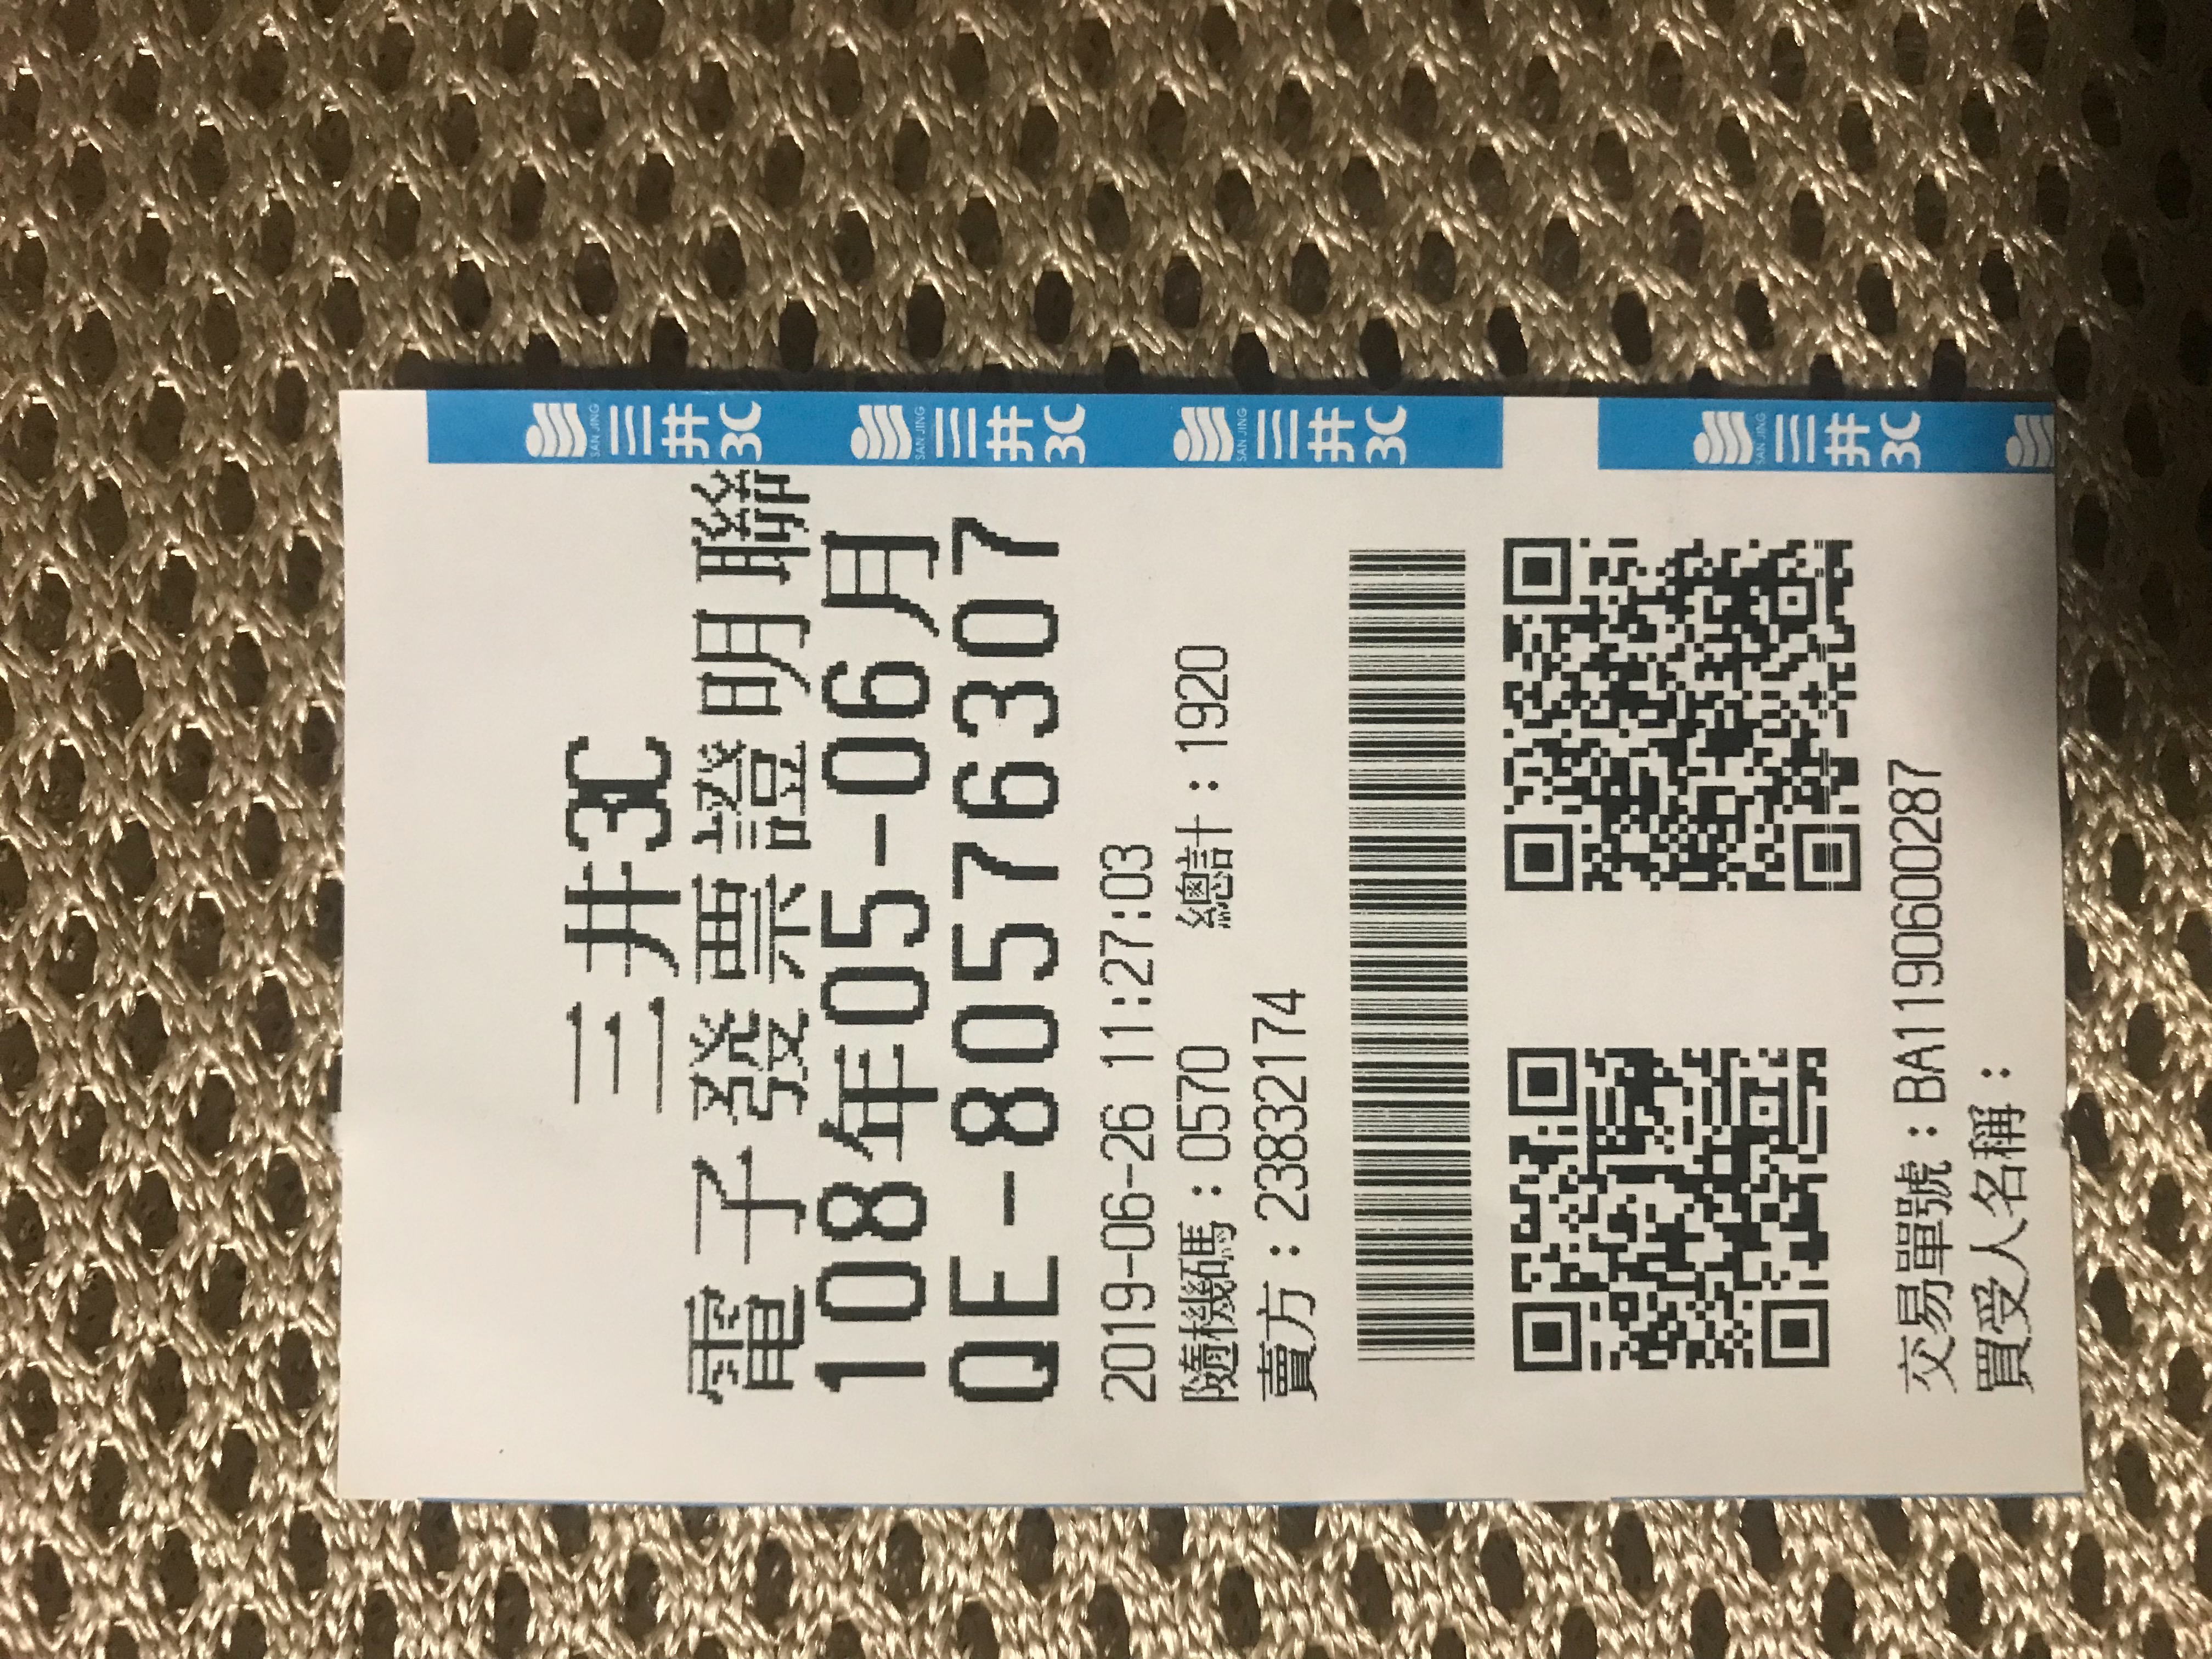 三井3C
電子發票證明聯
108年05-06月
QE-80576307
2019-06-26 11:27:03
隨機碼：0570 總計：1920
賣方：23832174
交易單號：BA1190600287
買受人名稱：
SAN JING
三井
3C
SAN JING
三井
3C
SAN JING
三井
3C
SAN JING
三井
3C